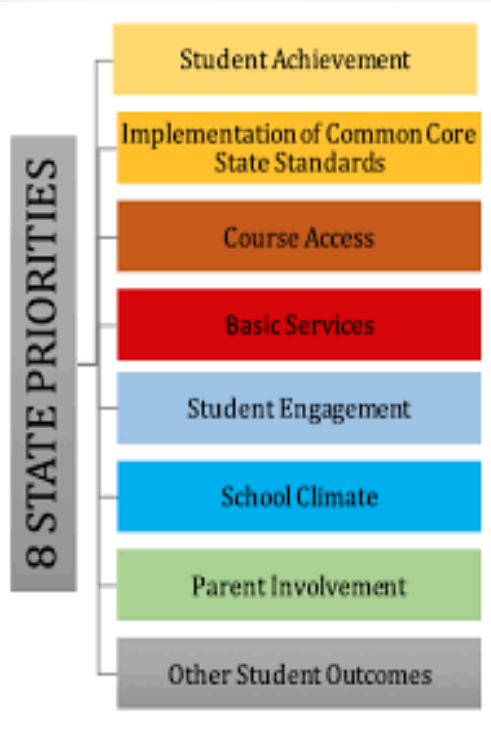 8 STATE PRIORITIES
Student Achievement
Implementation of Common Core
State Standards
Course Access
Basic Services
Student Engagement
School Climate
Parent Involvement
Other Student Outcomes